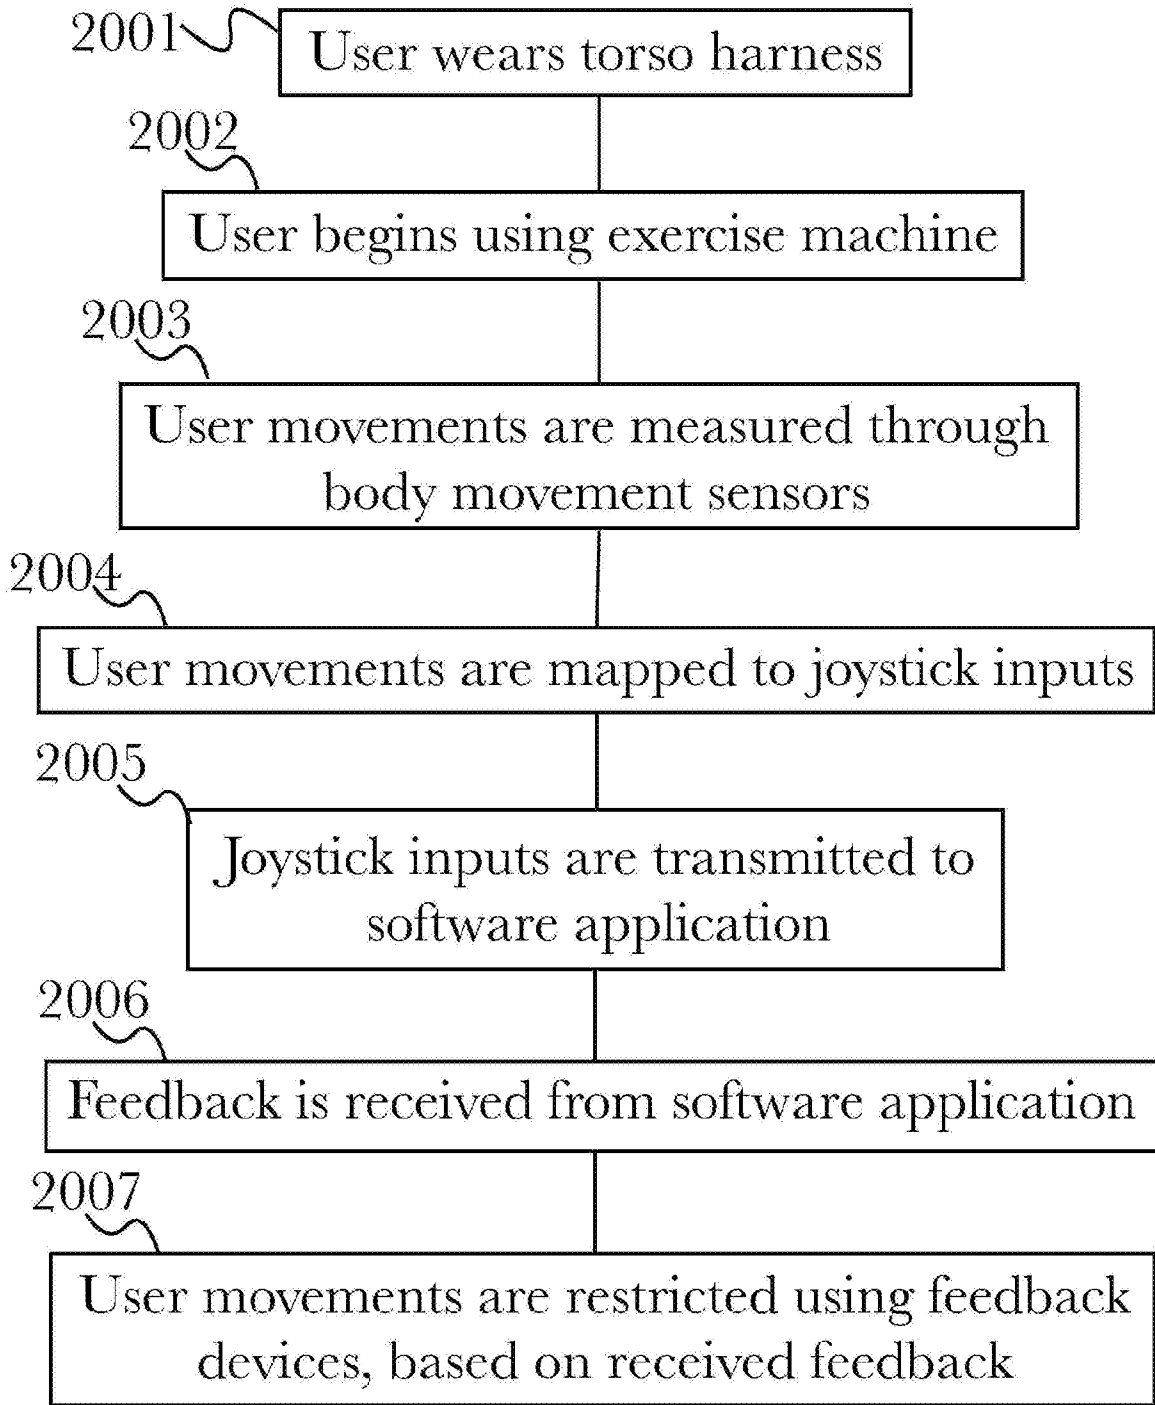 2001
User wears torso harness
2002
User begins using exercise machine
2003
User movements are measured through
body movement sensors
2004
User movements are mapped to joystick inputs
2005
Joystick inputs are transmitted to
software application
2006
Feedback is received from software application
2007
User movements are restricted using feedback
devices, based on received feedback